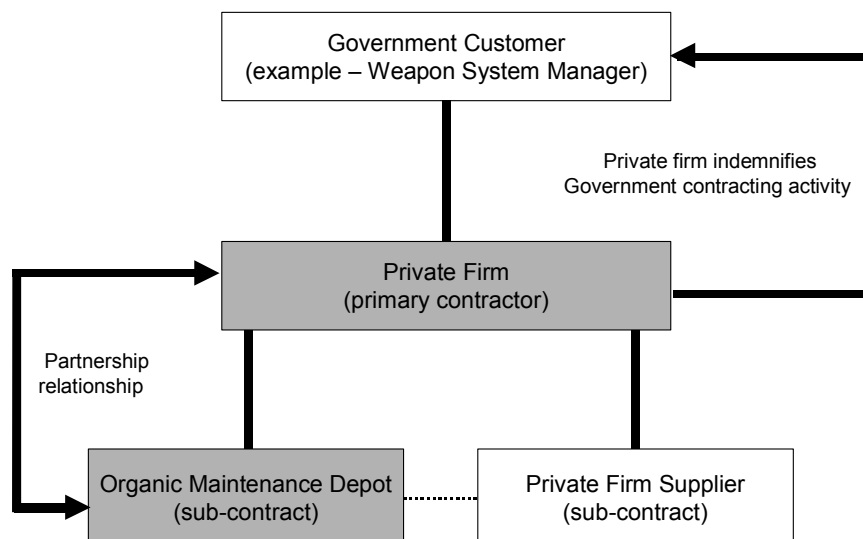 Government Customer
(example – Weapon System Manager)
Private firm indemnifies
Government contracting activity
Private Firm
(primary contractor)
Partnership
relationship
Organic Maintenance Depot
(sub-contract)
Private Firm Supplier
(sub-contract)